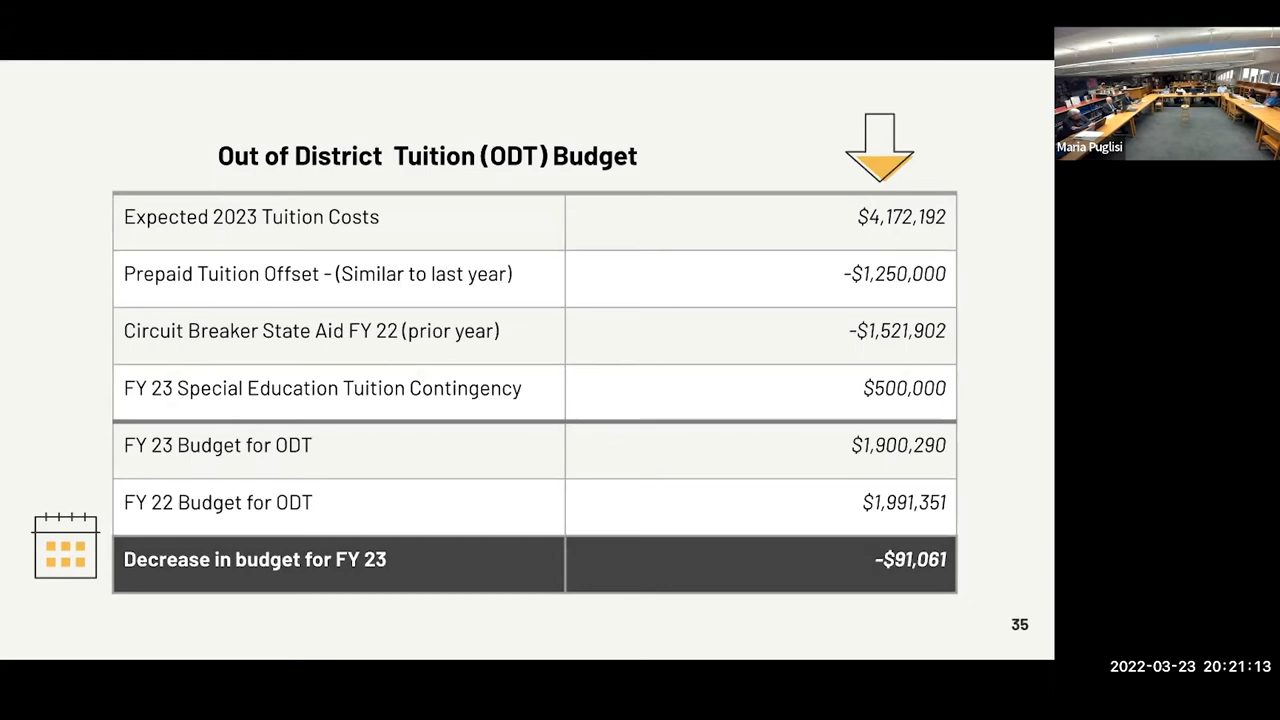 Out of District Tuition (ODT) Budget
Expected 2023 Tuition Costs $4,172,192
Prepaid Tuition Offset - (Similar to last year) -$1,250,000
Circuit Breaker State Aid FY 22 (prior year) -$1,521,902
FY 23 Special Education Tuition Contingency $500,000
FY 23 Budget for ODT $1,900,290
FY 22 Budget for ODT $1,991,351
Decrease in budget for FY 23 -$91,061
35
Maria Puglisi
2022-03-23 20:21:13